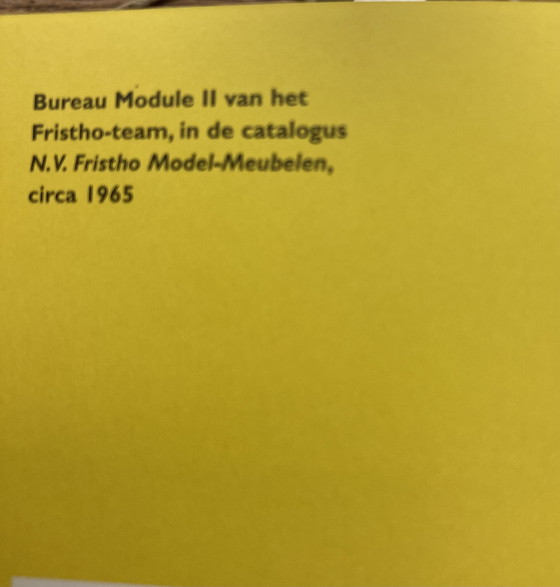 Bureau Module II van het
Fristho-team, in de catalogus
N.V. Fristho Model-Meubelen,
circa 1965